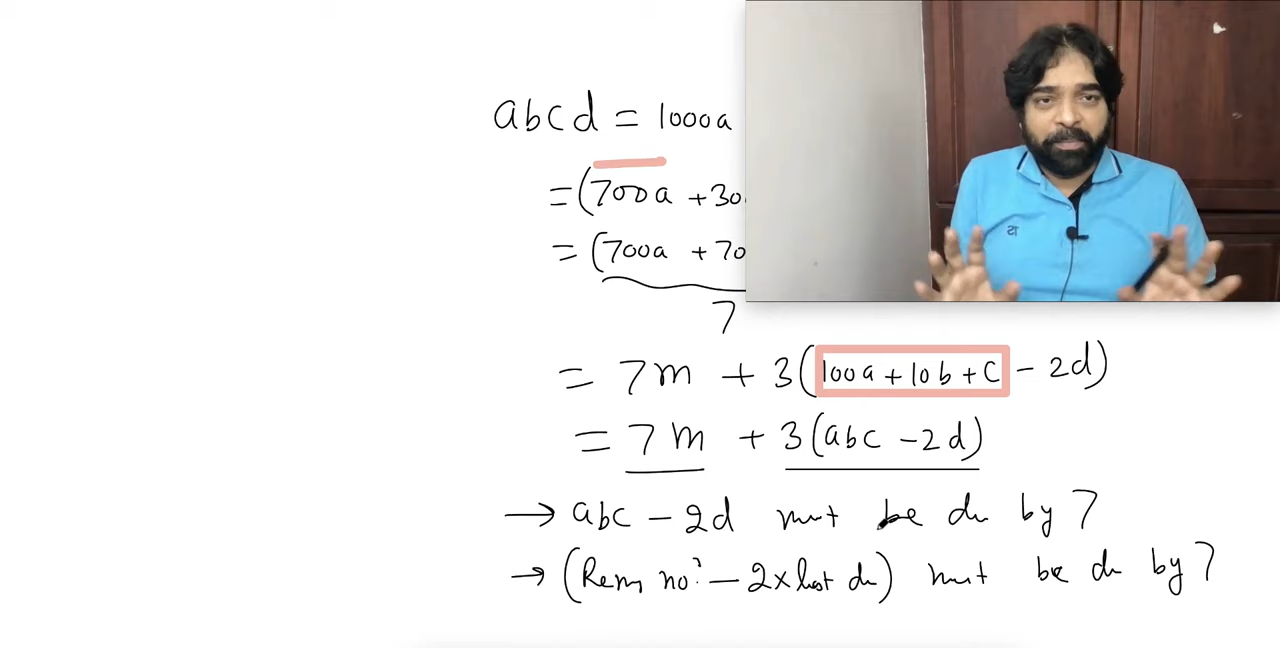 abcd = 1000a
= (700a + 30
= (700a + 70
7
= 7m + 3(100a + 10b + c - 2d)
= 7m + 3(abc - 2d)
→ abc - 2d must be div by 7
→ (Rem no: - 2 x last div) must be div by 7
टा